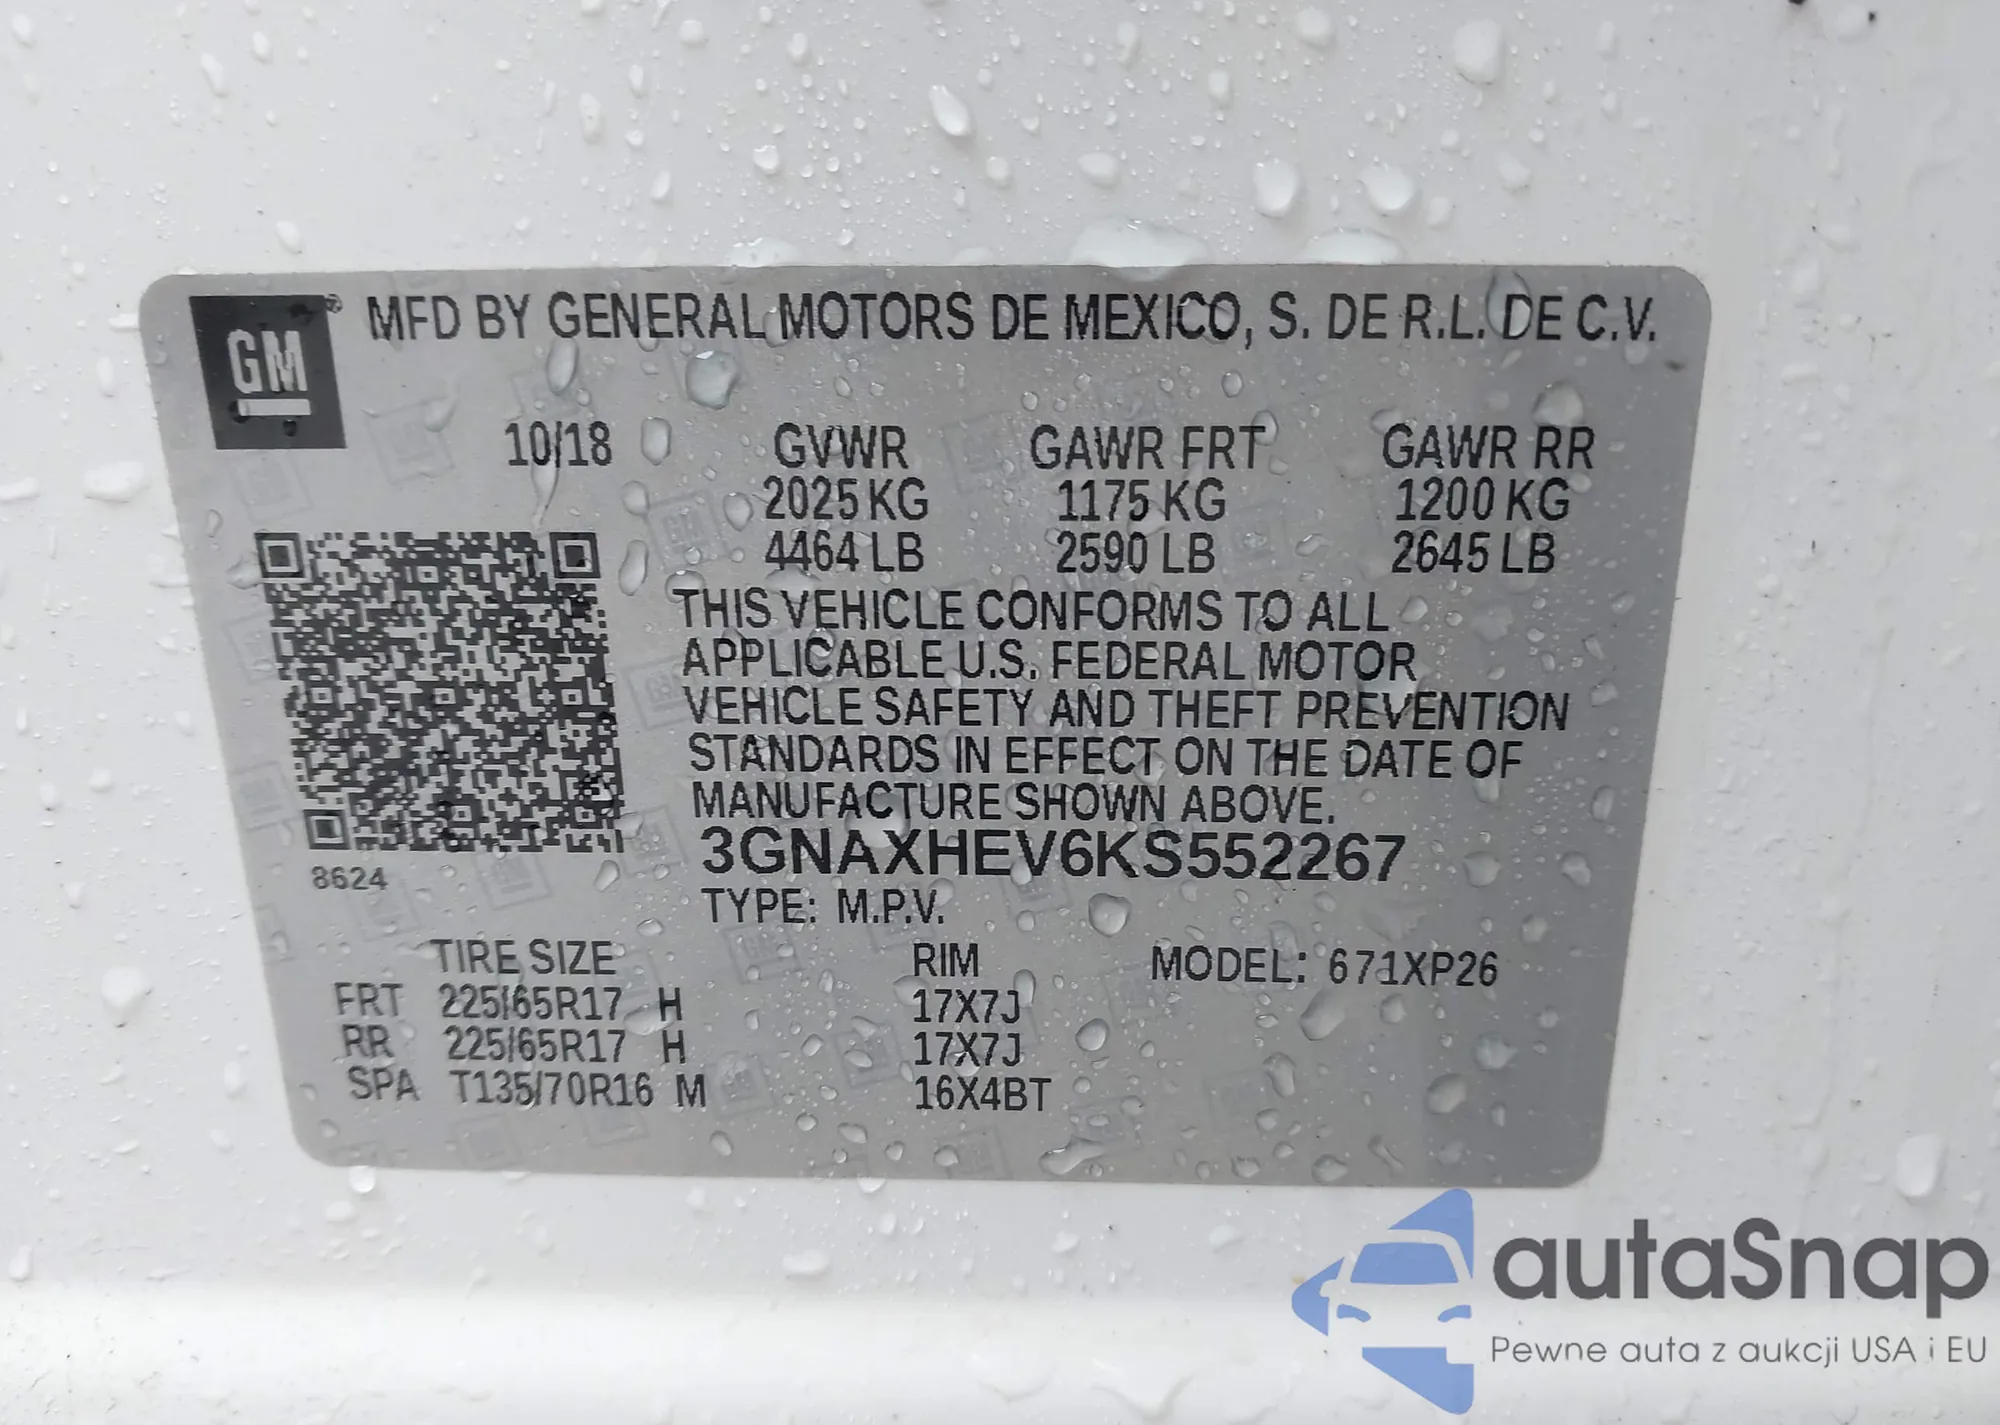 GM® MFD BY GENERAL MOTORS DE MEXICO, S. DE R.L. DE C.V.
10/18 GVWR GAWR FRT GAWR RR
2025 KG 1175 KG 1200 KG
4464 LB 2590 LB 2645 LB
THIS VEHICLE CONFORMS TO ALL
APPLICABLE U.S. FEDERAL MOTOR
VEHICLE SAFETY AND THEFT PREVENTION
STANDARDS IN EFFECT ON THE DATE OF
MANUFACTURE SHOWN ABOVE.
3GNAXHEV6KS552267
8624
TYPE: M.P.V.
TIRE SIZE RIM MODEL: 671XP26
FRT 225/65R17 H 17X7J
RR 225/65R17 H 17X7J
SPA T135/70R16 M 16X4BT
autaSnap
Pewne auta z aukcji USA i EU